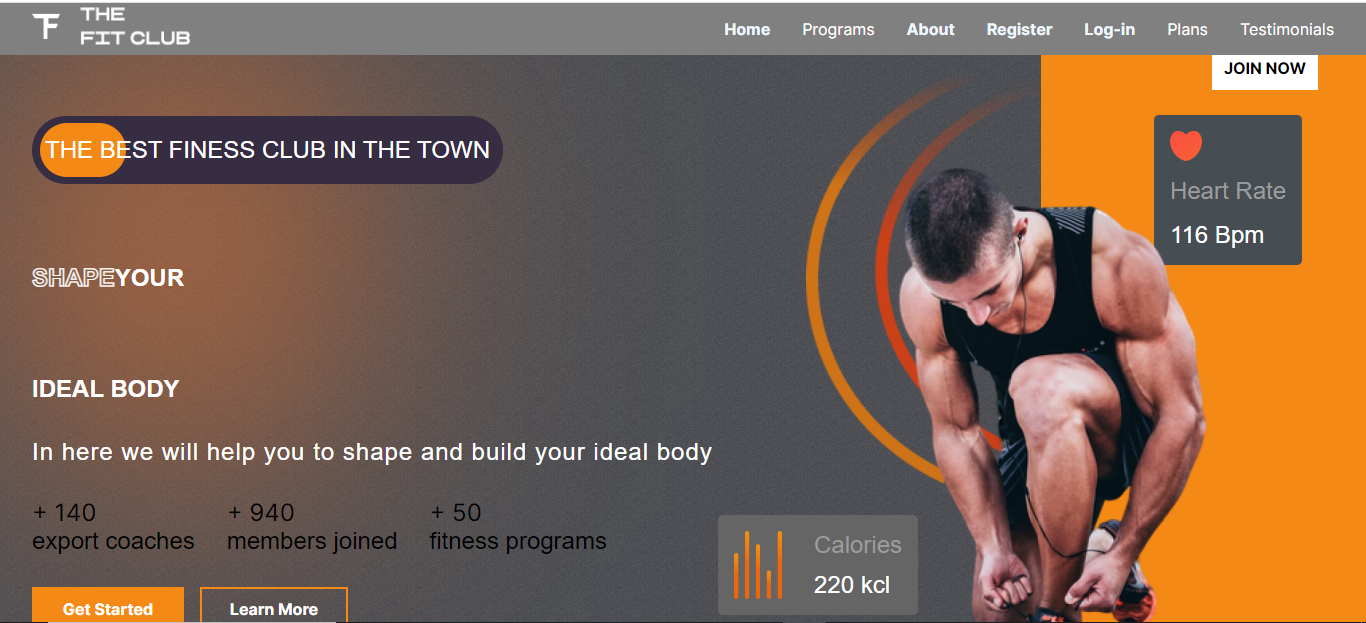 THE
FIT CLUB
Home Programs About Register Log-in Plans Testimonials
JOIN NOW
THE BEST FINESS CLUB IN THE TOWN
Heart Rate
116 Bpm
SHAPEYOUR
IDEAL BODY
In here we will help you to shape and build your ideal body
+ 140
export coaches
+ 940
members joined
+ 50
fitness programs
Calories
220 kcl
Get Started
Learn More